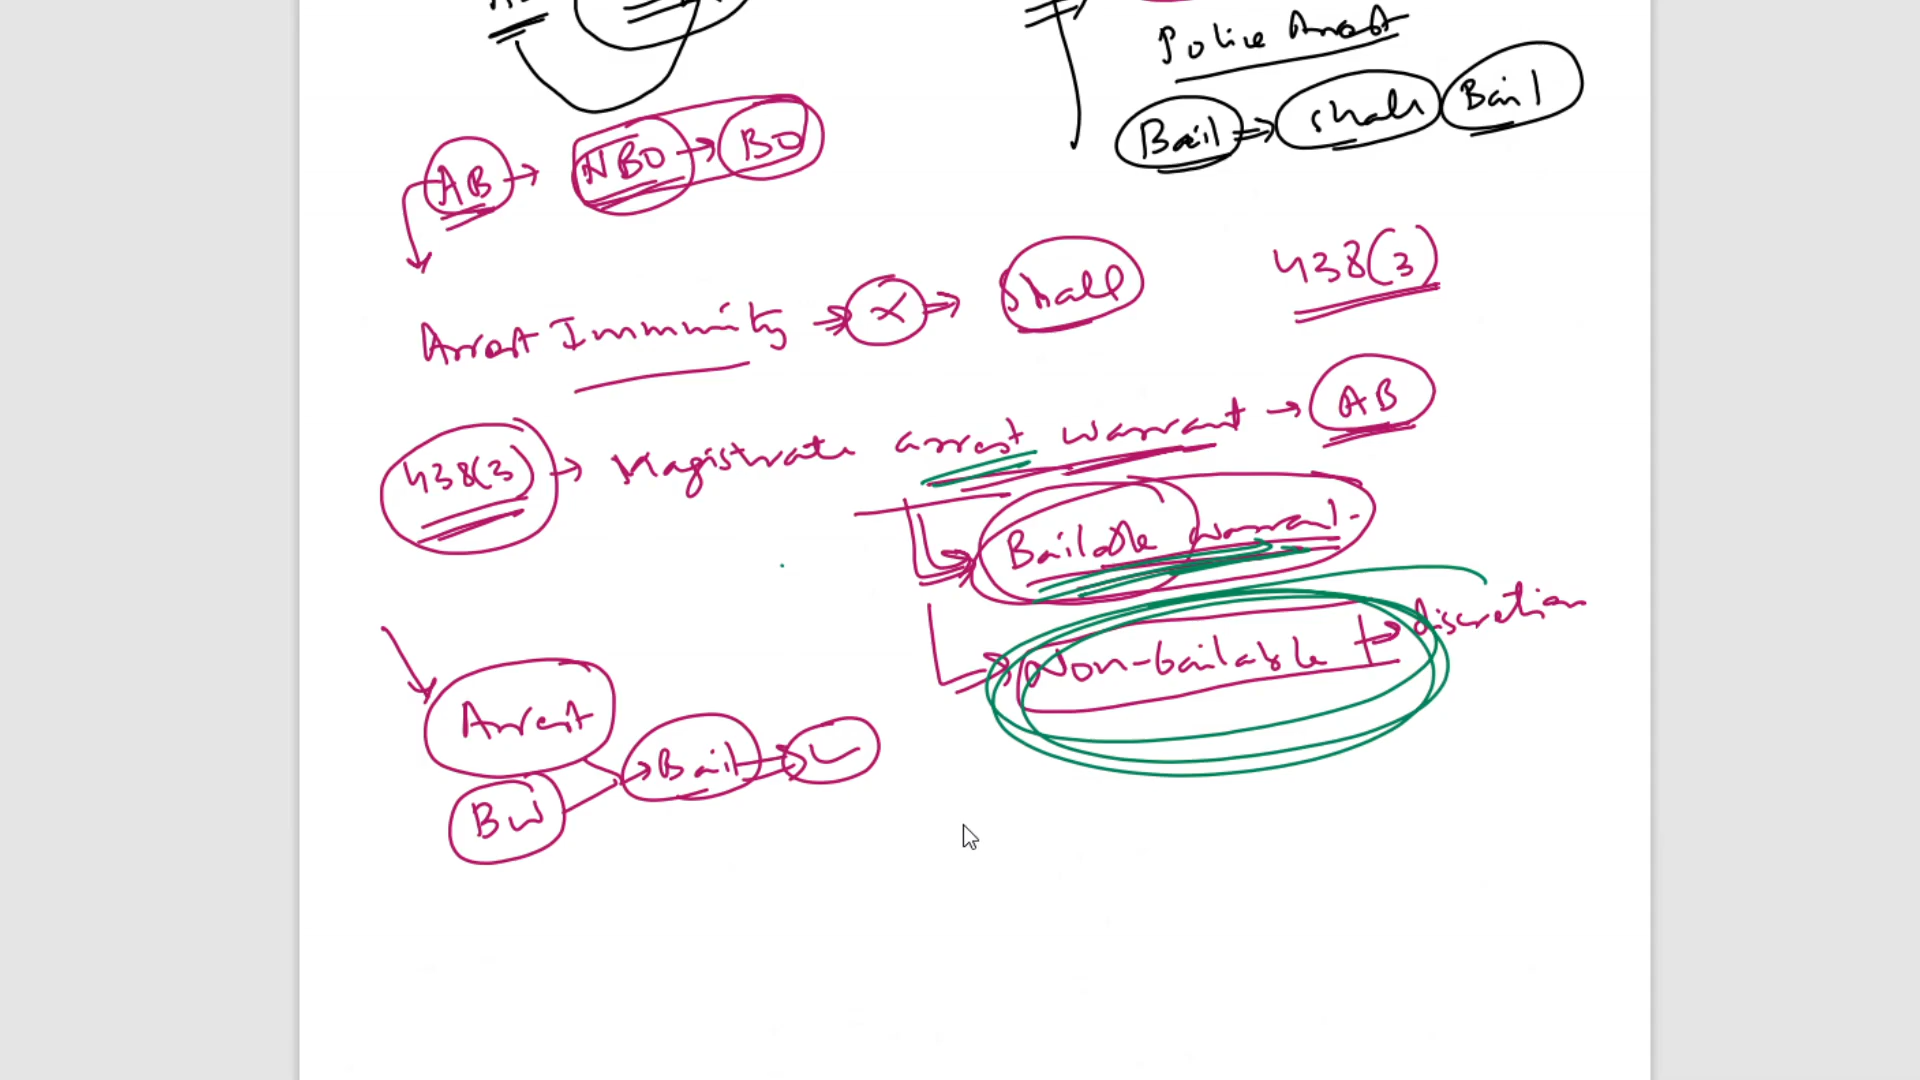 Police Arrest
Bail ⇒ shall Bail
AB → NBO → BO
Arrest Immunity → X → shall
438(3)
438(3) → Magistrate arrest warrant → AB
Bailable warrant.
Non-bailable → discretion
Arrest
BW → Bail →